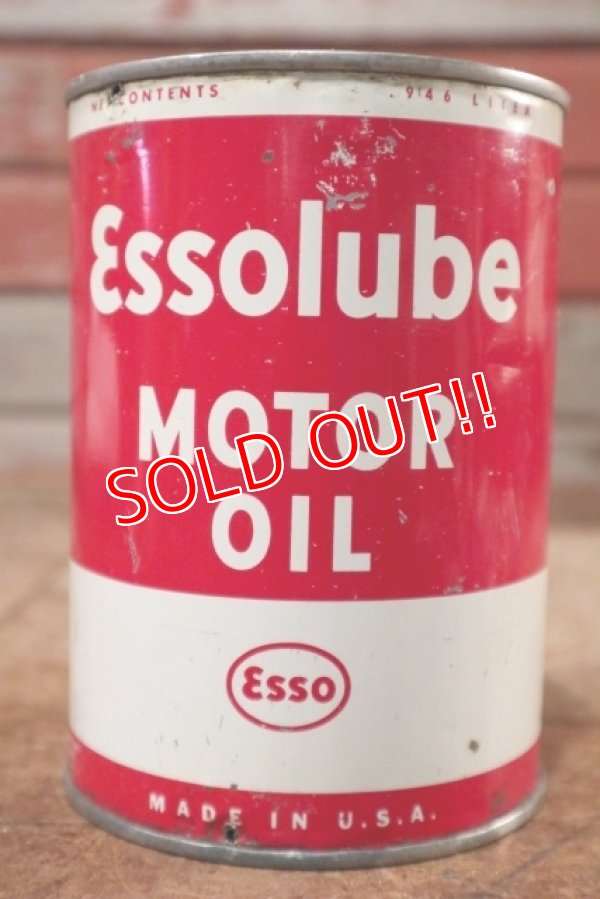 NET CONTENTS .946 LITER
Essolube
MOTOR
OIL
SOLD OUT!!
Esso
MADE IN U.S.A.